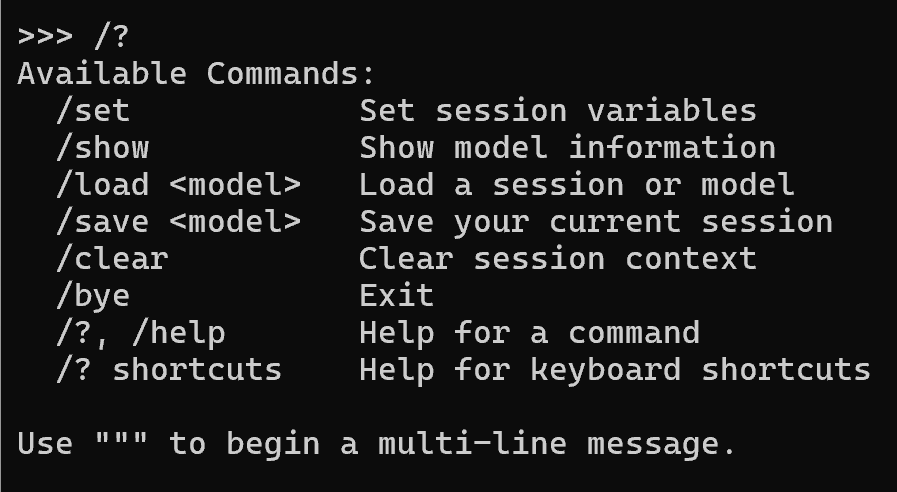 >>> /?
Available Commands:
  /set            Set session variables
  /show           Show model information
  /load <model>   Load a session or model
  /save <model>   Save your current session
  /clear          Clear session context
  /bye            Exit
  /?, /help       Help for a command
  /? shortcuts    Help for keyboard shortcuts

Use """ to begin a multi-line message.